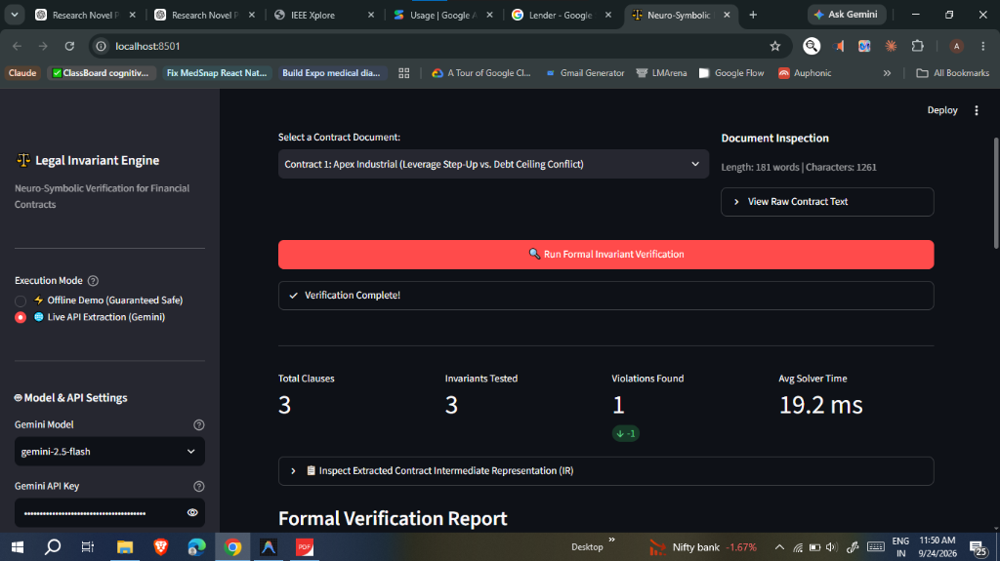 Research Novel P
Research Novel P
IEEE Xplore
Usage | Google A
Lender - Google
Neuro-Symbolic
Ask Gemini
localhost:8501
A
Claude
ClassBoard cognitiv...
Fix MedSnap React Nat...
Build Expo medical dia...
A Tour of Google Cl...
Gmail Generator
LMArena
Google Flow
Auphonic
»
All Bookmarks
Deploy
Legal Invariant Engine
Neuro-Symbolic Verification for Financial
Contracts
Execution Mode
Offline Demo (Guaranteed Safe)
Live API Extraction (Gemini)
Model & API Settings
Gemini Model
gemini-2.5-flash
Gemini API Key
Select a Contract Document:
Contract 1: Apex Industrial (Leverage Step-Up vs. Debt Ceiling Conflict)
Document Inspection
Length: 181 words | Characters: 1261
View Raw Contract Text
Run Formal Invariant Verification
Verification Complete!
Total Clauses
3
Invariants Tested
3
Violations Found
1
-1
Avg Solver Time
19.2 ms
Inspect Extracted Contract Intermediate Representation (IR)
Formal Verification Report
PDF
Desktop
»
Nifty bank -1.67%
ENG
IN
11:50 AM
9/24/2026
25